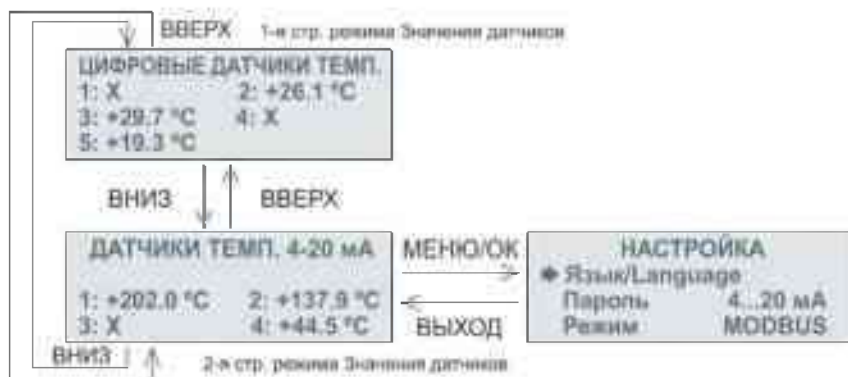 ВВЕРХ 1-я стр. режима Значения датчиков
ЦИФРОВЫЕ ДАТЧИКИ ТЕМП.
1: X 2: +26.1 °C
3: +29.7 °C 4: X
5: +19.3 °C
ВНИЗ ВВЕРХ
ДАТЧИКИ ТЕМП. 4-20 мА
1: +202.0 °C 2: +137.9 °C
3: X 4: +44.5 °C
МЕНЮ/ОК
ВЫХОД
НАСТРОЙКА
Язык/Language
Пароль 4...20 мА
Режим MODBUS
ВНИЗ 2-я стр. режима Значения датчиков